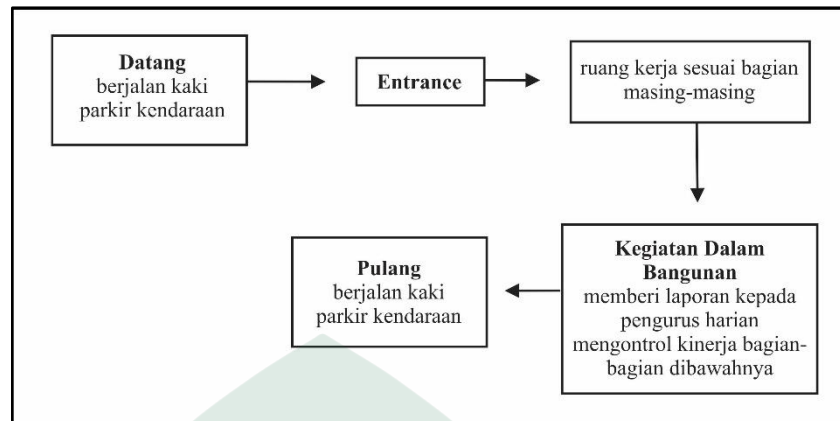 Datang
berjalan kaki
parkir kendaraan
Entrance
ruang kerja sesuai bagian
masing-masing
Kegiatan Dalam
Bangunan
memberi laporan kepada
pengurus harian
mengontrol kinerja bagian-
bagian dibawahnya
Pulang
berjalan kaki
parkir kendaraan